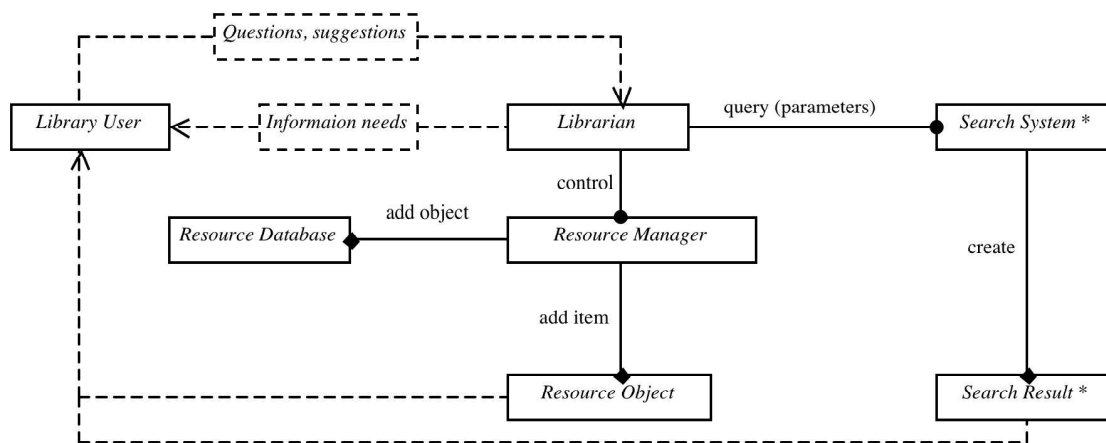 Questions, suggestions
query (parameters)
Library User
Informaion needs
Librarian
Search System *
control
add object
Resource Database
Resource Manager
create
add item
Resource Object
Search Result *